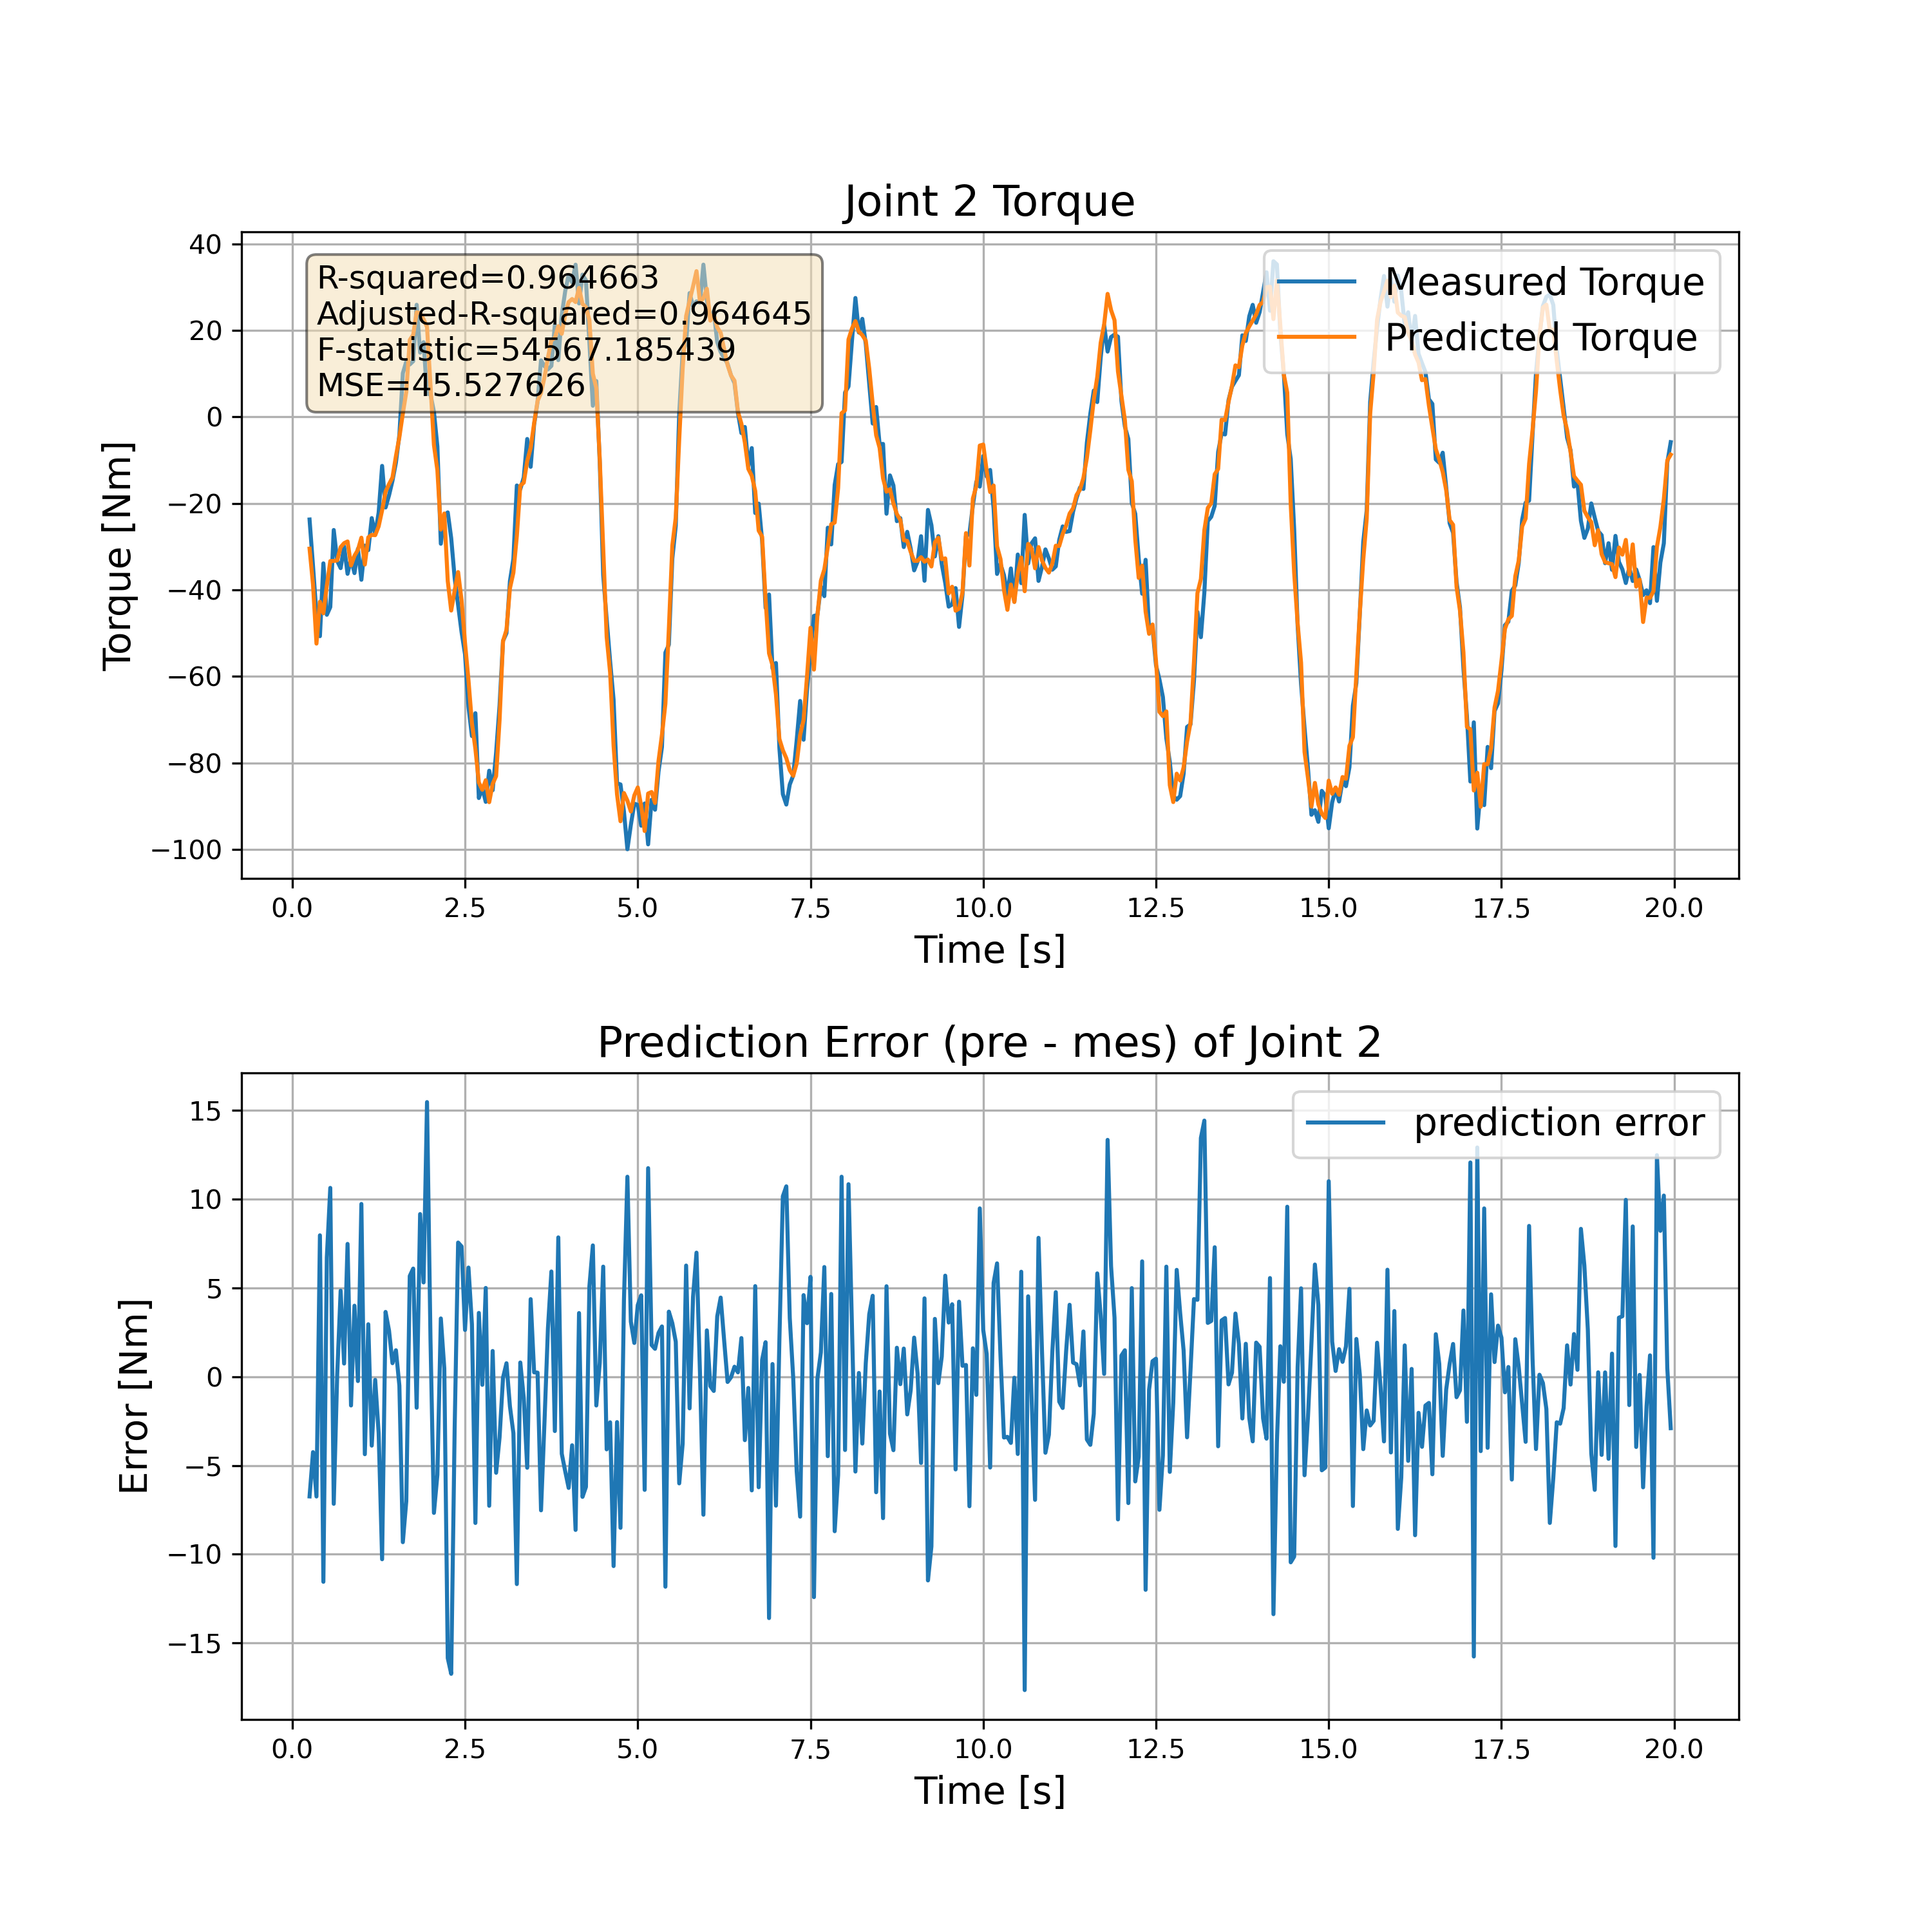 Joint 2 Torque
40
20
0
−20
−40
−60
−80
−100
Torque [Nm]
R-squared=0.964663
Adjusted-R-squared=0.964645
F-statistic=54567.185439
MSE=45.527626
Measured Torque
Predicted Torque
0.0 2.5 5.0 7.5 10.0 12.5 15.0 17.5 20.0
Time [s]
Prediction Error (pre - mes) of Joint 2
15
10
5
0
−5
−10
−15
Error [Nm]
prediction error
0.0 2.5 5.0 7.5 10.0 12.5 15.0 17.5 20.0
Time [s]